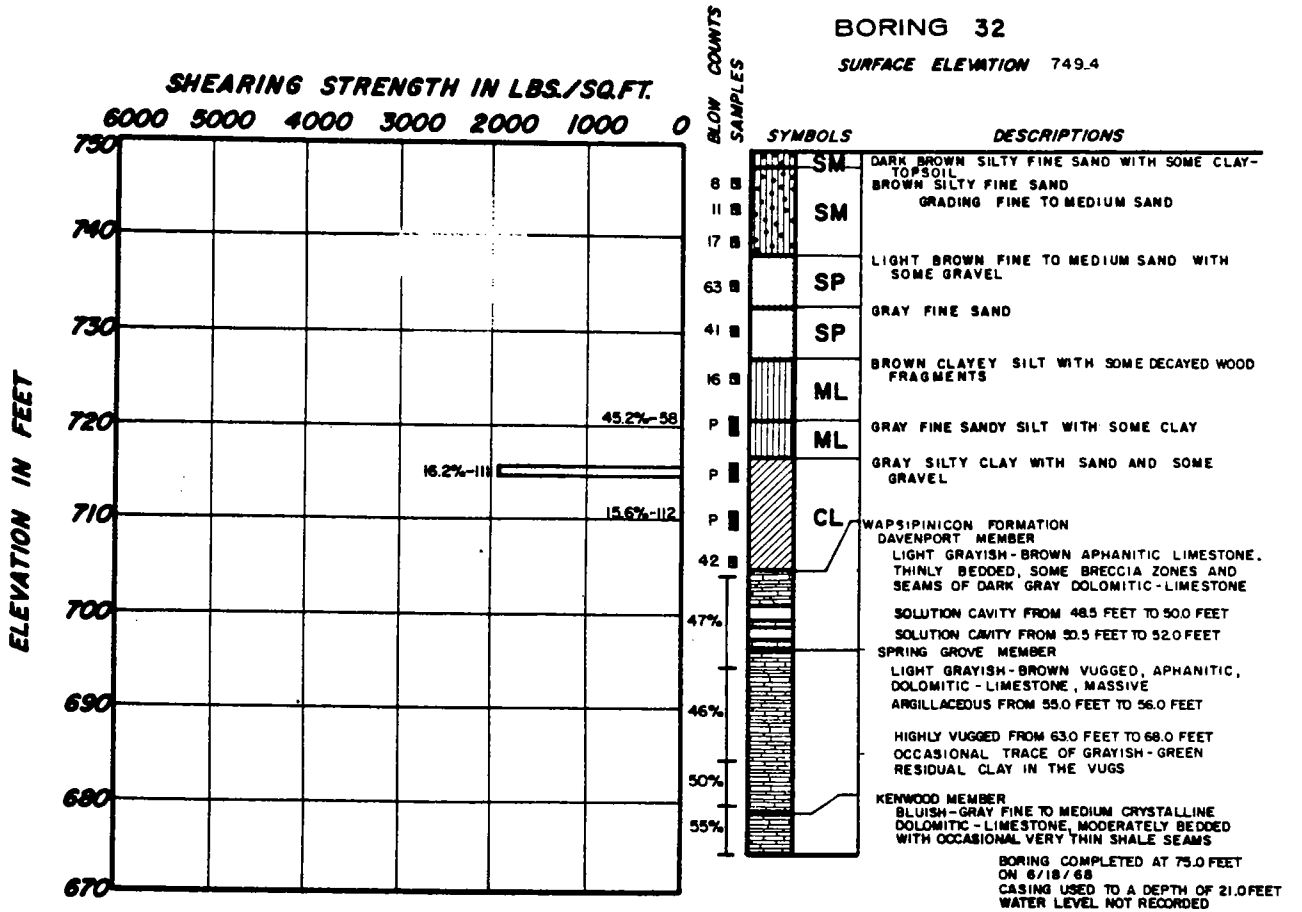 BORING 32
SURFACE ELEVATION 749.4
SHEARING STRENGTH IN LBS./SQ.FT.
6000 5000 4000 3000 2000 1000 0
BLOW COUNTS
SAMPLES
SYMBOLS
DESCRIPTIONS
ELEVATION IN FEET
750
740
730
720
710
700
690
680
670
45.2%-58
16.2%-111
15.6%-112
8
11
17
63
41
16
P
P
P
42
47%
46%
50%
55%
SM
SM
SP
SP
ML
ML
CL
DARK BROWN SILTY FINE SAND WITH SOME CLAY-
TOPSOIL
BROWN SILTY FINE SAND
GRADING FINE TO MEDIUM SAND
LIGHT BROWN FINE TO MEDIUM SAND WITH
SOME GRAVEL
GRAY FINE SAND
BROWN CLAYEY SILT WITH SOME DECAYED WOOD
FRAGMENTS
GRAY FINE SANDY SILT WITH SOME CLAY
GRAY SILTY CLAY WITH SAND AND SOME
GRAVEL
WAPSIPINICON FORMATION
DAVENPORT MEMBER
LIGHT GRAYISH-BROWN APHANITIC LIMESTONE.
THINLY BEDDED, SOME BRECCIA ZONES AND
SEAMS OF DARK GRAY DOLOMITIC-LIMESTONE
SOLUTION CAVITY FROM 48.5 FEET TO 50.0 FEET
SOLUTION CAVITY FROM 50.5 FEET TO 52.0 FEET
SPRING GROVE MEMBER
LIGHT GRAYISH-BROWN VUGGED, APHANITIC,
DOLOMITIC-LIMESTONE, MASSIVE
ARGILLACEOUS FROM 55.0 FEET TO 56.0 FEET
HIGHLY VUGGED FROM 63.0 FEET TO 68.0 FEET
OCCASIONAL TRACE OF GRAYISH-GREEN
RESIDUAL CLAY IN THE VUGS
KENWOOD MEMBER
BLUISH-GRAY FINE TO MEDIUM CRYSTALLINE
DOLOMITIC-LIMESTONE, MODERATELY BEDDED
WITH OCCASIONAL VERY THIN SHALE SEAMS
BORING COMPLETED AT 75.0 FEET
ON 6/18/68
CASING USED TO A DEPTH OF 21.0 FEET
WATER LEVEL NOT RECORDED